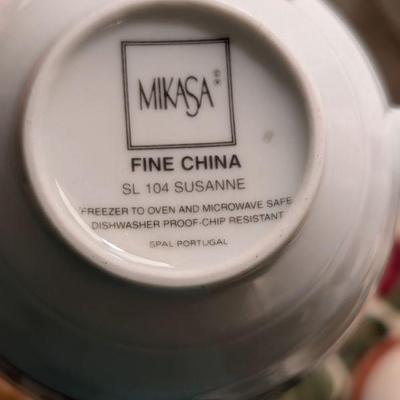 MIKASA ©®
FINE CHINA
SL 104 SUSANNE
FREEZER TO OVEN AND MICROWAVE SAFE
DISHWASHER PROOF-CHIP RESISTANT
SPAL PORTUGAL